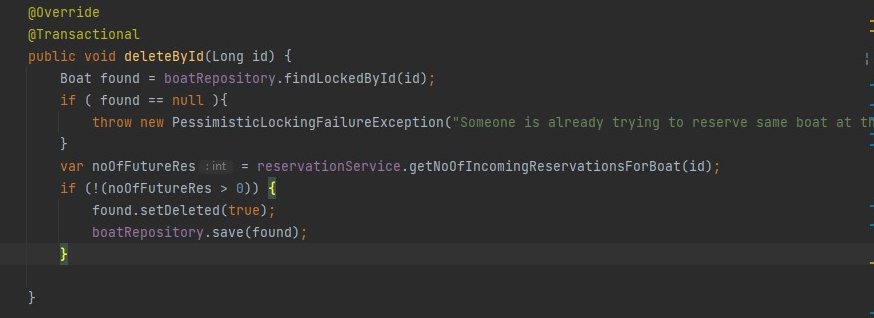 @Override
@Transactional
public void deleteById(Long id) {
Boat found = boatRepository.findLockedById(id);
if ( found == null ){
throw new PessimisticLockingFailureException("Someone is already trying to reserve same boat at
}
var noOfFutureRes : int = reservationService.getNoOfIncomingReservationsForBoat(id);
if (!(noOfFutureRes > 0)) {
found.setDeleted(true);
boatRepository.save(found);
}
}